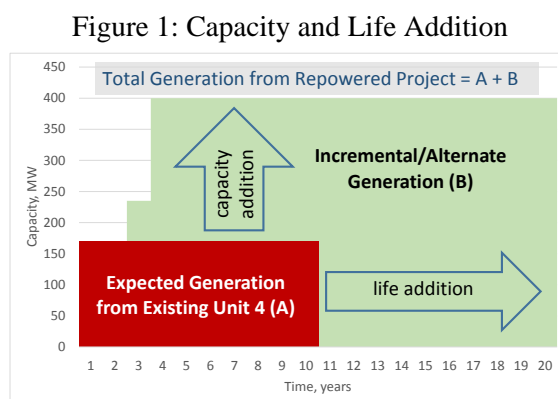 Figure 1: Capacity and Life Addition
450
400
350
300
250
200
150
100
50
0
Capacity, MW
Total Generation from Repowered Project = A + B
capacity
addition
Incremental/Alternate
Generation (B)
Expected Generation
from Existing Unit 4 (A)
life addition
1 2 3 4 5 6 7 8 9 10 11 12 13 14 15 16 17 18 19 20
Time, years